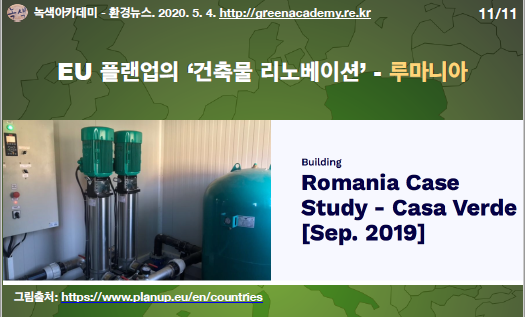 녹색아카데미 - 환경뉴스. 2020. 5. 4. http://greenacademy.re.kr
11/11
EU 플랜업의 ‘건축물 리노베이션’ - 루마니아
Building
Romania Case
Study - Casa Verde
[Sep. 2019]
그림출처: https://www.planup.eu/en/countries